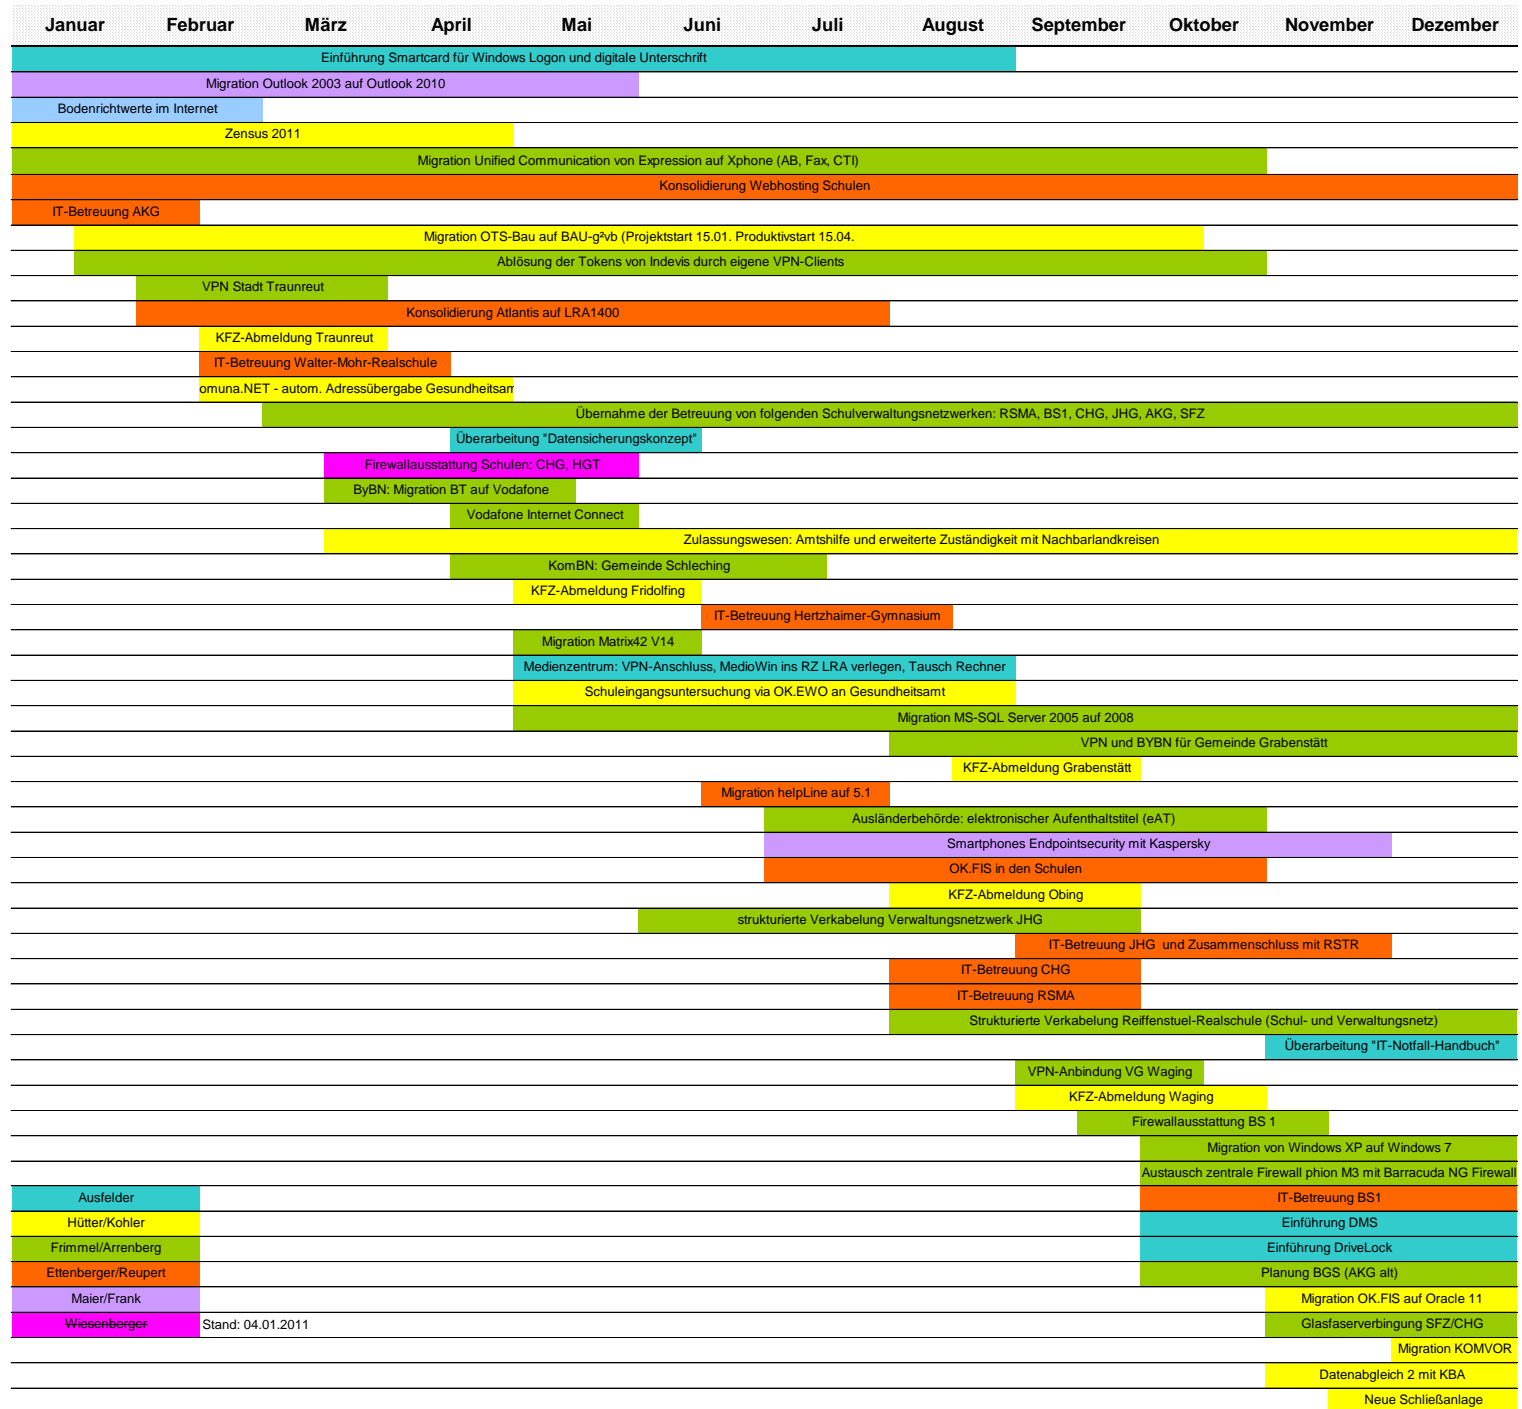 Januar Februar März April Mai Juni Juli August September Oktober November Dezember
Einführung Smartcard für Windows Logon und digitale Unterschrift
Migration Outlook 2003 auf Outlook 2010
Bodenrichtwerte im Internet
Zensus 2011
Migration Unified Communication von Expression auf Xphone (AB, Fax, CTI)
Konsolidierung Webhosting Schulen
IT-Betreuung AKG
Migration OTS-Bau auf BAU-g²vb (Projektstart 15.01. Produktivstart 15.04.
Ablösung der Tokens von Indevis durch eigene VPN-Clients
VPN Stadt Traunreut
Konsolidierung Atlantis auf LRA1400
KFZ-Abmeldung Traunreut
IT-Betreuung Walter-Mohr-Realschule
omuna.NET - autom. Adressübergabe Gesundheitsam
Übernahme der Betreuung von folgenden Schulverwaltungsnetzwerken: RSMA, BS1, CHG, JHG, AKG, SFZ
Überarbeitung "Datensicherungskonzept"
Firewallausstattung Schulen: CHG, HGT
ByBN: Migration BT auf Vodafone
Vodafone Internet Connect
Zulassungswesen: Amtshilfe und erweiterte Zuständigkeit mit Nachbarlandkreisen
KomBN: Gemeinde Schleching
KFZ-Abmeldung Fridolfing
IT-Betreuung Hertzhaimer-Gymnasium
Migration Matrix42 V14
Medienzentrum: VPN-Anschluss, MedioWin ins RZ LRA verlegen, Tausch Rechner
Schuleingangsuntersuchung via OK.EWO an Gesundheitsamt
Migration MS-SQL Server 2005 auf 2008
VPN und BYBN für Gemeinde Grabenstätt
KFZ-Abmeldung Grabenstätt
Migration helpLine auf 5.1
Ausländerbehörde: elektronischer Aufenthaltstitel (eAT)
Smartphones Endpointsecurity mit Kaspersky
OK.FIS in den Schulen
KFZ-Abmeldung Obing
strukturierte Verkabelung Verwaltungsnetzwerk JHG
IT-Betreuung JHG und Zusammenschluss mit RSTR
IT-Betreuung CHG
IT-Betreuung RSMA
Strukturierte Verkabelung Reiffenstuel-Realschule (Schul- und Verwaltungsnetz)
Überarbeitung "IT-Notfall-Handbuch"
VPN-Anbindung VG Waging
KFZ-Abmeldung Waging
Firewallausstattung BS 1
Migration von Windows XP auf Windows 7
Austausch zentrale Firewall phion M3 mit Barracuda NG Firewall
Ausfelder IT-Betreuung BS1
Hütter/Kohler Einführung DMS
Frimmel/Arrenberg Einführung DriveLock
Ettenberger/Reupert Planung BGS (AKG alt)
Maier/Frank Migration OK.FIS auf Oracle 11
Wiesenberger Stand: 04.01.2011 Glasfaserverbingung SFZ/CHG
Migration KOMVOR
Datenabgleich 2 mit KBA
Neue Schließanlage